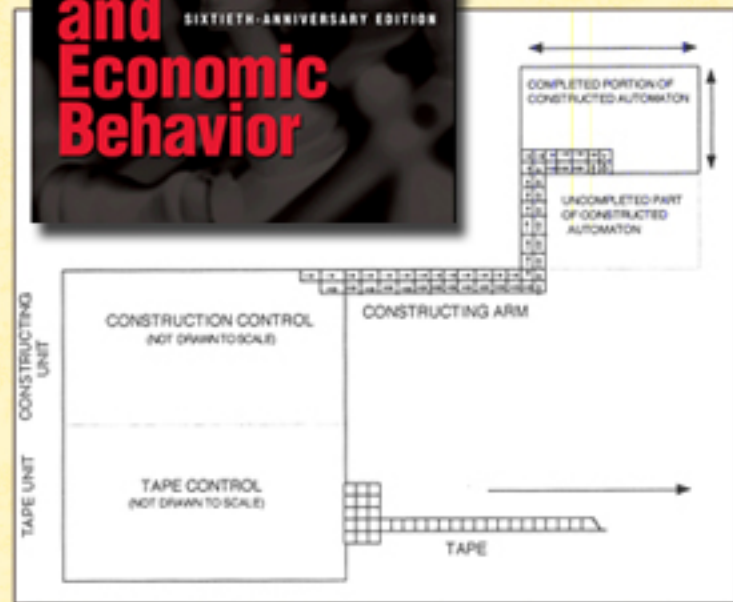 and
SIXTIETH-ANNIVERSARY EDITION
Economic
Behavior
COMPLETED PORTION OF
CONSTRUCTED AUTOMATON
UNCOMPLETED PART
OF CONSTRUCTED
AUTOMATON
CONSTRUCTING
UNIT
CONSTRUCTION CONTROL
(NOT DRAWN TO SCALE)
CONSTRUCTING ARM
TAPE UNIT
TAPE CONTROL
(NOT DRAWN TO SCALE)
TAPE